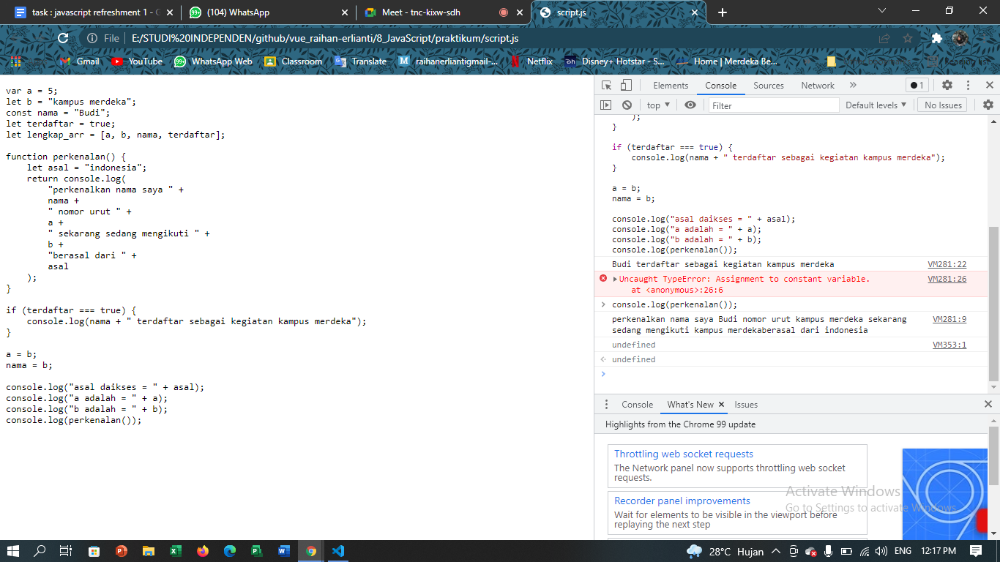 task : javascript refreshment 1 - G
(104) WhatsApp
Meet - tnc-kixw-sdh
script.js
File E:/STUDI%20INDEPENDEN/github/vue_raihan-erlianti/8_JavaScript/praktikum/script.js
Gmail YouTube 99+ WhatsApp Web Classroom Translate M raihanerliantigmail-... Netflix Disney+ Hotstar - S... Home | Merdeka Be...
var a = 5;
let b = "kampus merdeka";
const nama = "Budi";
let terdaftar = true;
let lengkap_arr = [a, b, nama, terdaftar];
function perkenalan() {
let asal = "indonesia";
return console.log(
"perkenalkan nama saya " +
nama +
" nomor urut " +
a +
" sekarang sedang mengikuti " +
b +
"berasal dari " +
asal
);
}
if (terdaftar === true) {
console.log(nama + " terdaftar sebagai kegiatan kampus merdeka");
}
a = b;
nama = b;
console.log("asal daikses = " + asal);
console.log("a adalah = " + a);
console.log("b adalah = " + b);
console.log(perkenalan());
Elements Console Sources Network » 1
top Filter Default levels No Issues
);
}
if (terdaftar === true) {
console.log(nama + " terdaftar sebagai kegiatan kampus merdeka");
}
a = b;
nama = b;
console.log("asal daikses = " + asal);
console.log("a adalah = " + a);
console.log("b adalah = " + b);
console.log(perkenalan());
Budi terdaftar sebagai kegiatan kampus merdeka VM281:22
Uncaught TypeError: Assignment to constant variable. VM281:26
at <anonymous>:26:6
console.log(perkenalan());
perkenalkan nama saya Budi nomor urut kampus merdeka sekarang VM281:9
sedang mengikuti kampus merdekaberasal dari indonesia
undefined VM353:1
undefined
Console What's New Issues
Highlights from the Chrome 99 update
Throttling web socket requests
The Network panel now supports throttling web socket
requests.
Recorder panel improvements
Wait for elements to be visible in the viewport before
replaying the next step
Activate Windows
Go to Settings to activate Windows.
28°C Hujan ENG 12:17 PM